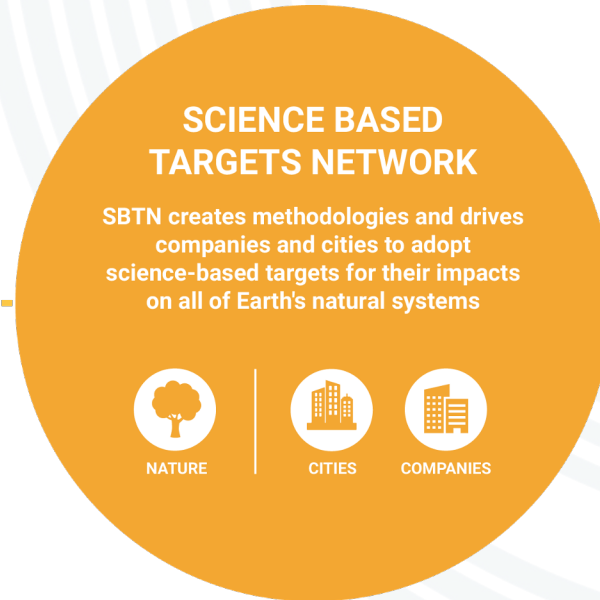 SCIENCE BASED
TARGETS NETWORK
SBTN creates methodologies and drives
companies and cities to adopt
science-based targets for their impacts
on all of Earth's natural systems
NATURE
CITIES
COMPANIES